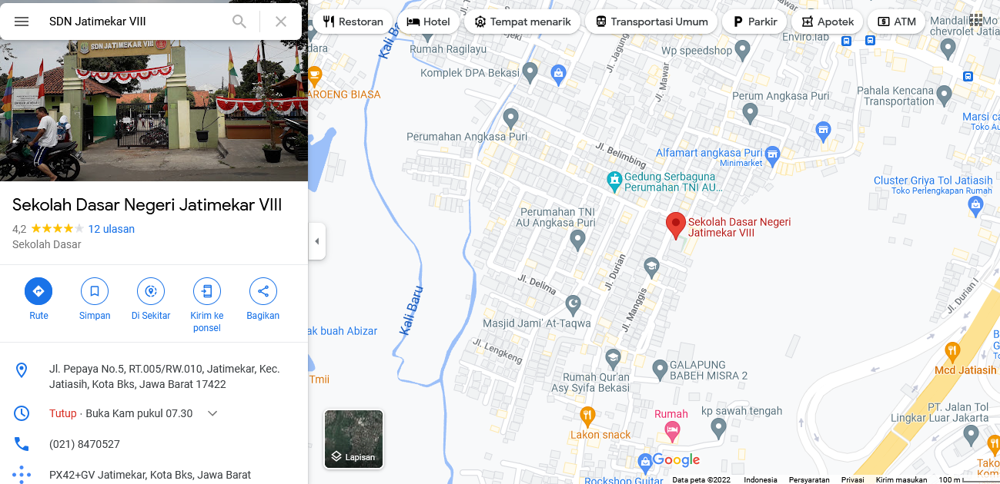 SDN Jatimekar VIII
SDN JATIMEKAR VIII
Sekolah Dasar Negeri Jatimekar VIII
4,2
12 ulasan
Sekolah Dasar
Rute
Simpan
Di Sekitar
Kirim ke
ponsel
Bagikan
Jl. Pepaya No.5, RT.005/RW.010, Jatimekar, Kec.
Jatiasih, Kota Bks, Jawa Barat 17422
Tutup · Buka Kam pukul 07.30
(021) 8470527
PX42+GV Jatimekar, Kota Bks, Jawa Barat
Restoran
Hotel
Tempat menarik
Transportasi Umum
Parkir
Apotek
ATM
Kali Ba
Rumah Ragilayu
jeki
Jl. Jagung
Wp speedshop
Enviro.lab
Mandali
Mo
chevrolet Jatia
dara
Komplek DPA Bekasi
Jl. Mawar
AROENG BIASA
Perum Angkasa Puri
Pahala Kencana
Transportation
Marsi ca
Toko Au
Perumahan Angkasa Puri
Jl. Belimbing
Alfamart angkasa Puri
Minimarket
Gedung Serbaguna
Perumahan TNI AU...
Cluster Griya Tol Jatiasih
Toko Perlengkapan Rumah
Perumahan TNI
AU Angkasa Puri
Sekolah Dasar Negeri
Jatimekar VIII
Jl. Durian
Jl. Delima
Jl. Manggis
Jl. Durian I
Kali Baru
Masjid Jami' At-Taqwa
ak buah Abizar
Jl. Lengkeng
Tmii
Rumah Qur'an
Asy Syifa Bekasi
GALAPUNG
BABEH MISRA 2
B
G
To
Mcd Jatiasih
Rumah
kp sawah tengah
PT. Jalan Tol
Lingkar Luar Jakarta
Lakon snack
Lapisan
Google
Tako
Kom
Rockshop Guitar
Data peta ©2022
Indonesia
Persyaratan
Privasi
Kirim masukan
100 m